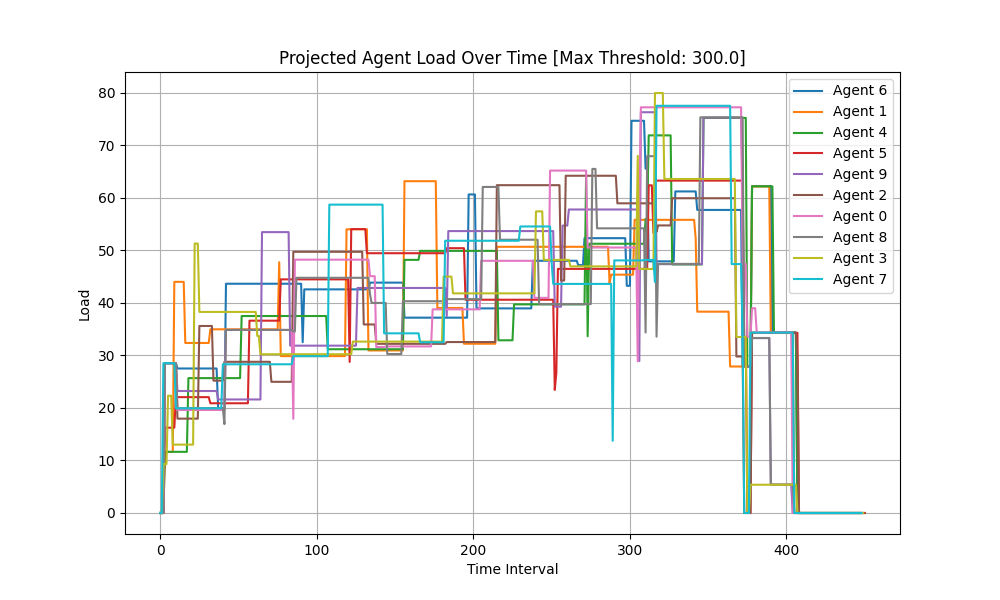 Projected Agent Load Over Time [Max Threshold: 300.0]
Load
80
70
60
50
40
30
20
10
0
0 100 200 300 400
Time Interval
Agent 6
Agent 1
Agent 4
Agent 5
Agent 9
Agent 2
Agent 0
Agent 8
Agent 3
Agent 7